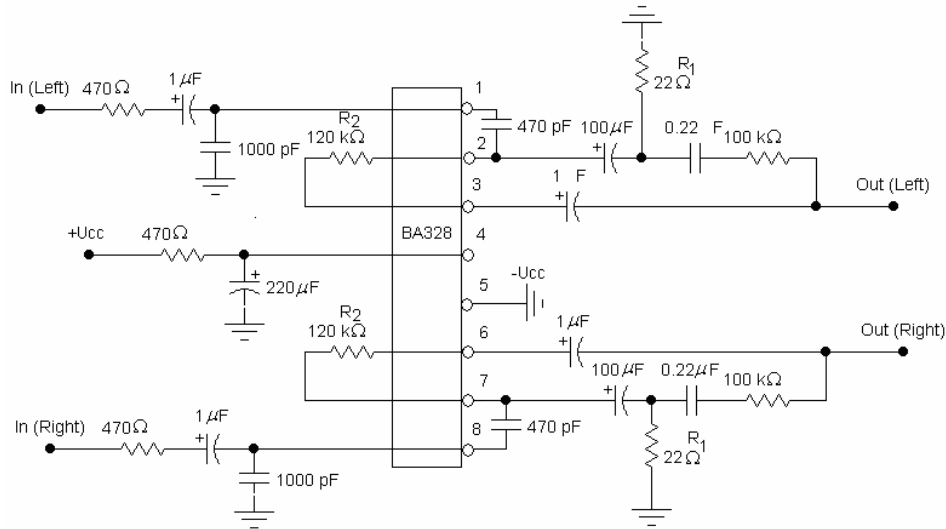 In (Left)
470Ω
1µF
1000 pF
R2
120 kΩ
1
2
3
4
5
6
7
8
BA328
470 pF
100µF
R1
22Ω
0.22 F
100 kΩ
1 F
Out (Left)
+Ucc
470Ω
220µF
-Ucc
R2
120 kΩ
1µF
Out (Right)
100µF
0.22µF
100 kΩ
470 pF
R1
22Ω
In (Right)
470Ω
1µF
1000 pF